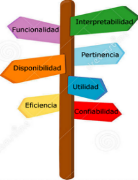 Interpretabilidad
Funcionalidad
Pertinencia
Disponibilidad
Utilidad
Eficiencia
Confiabilidad